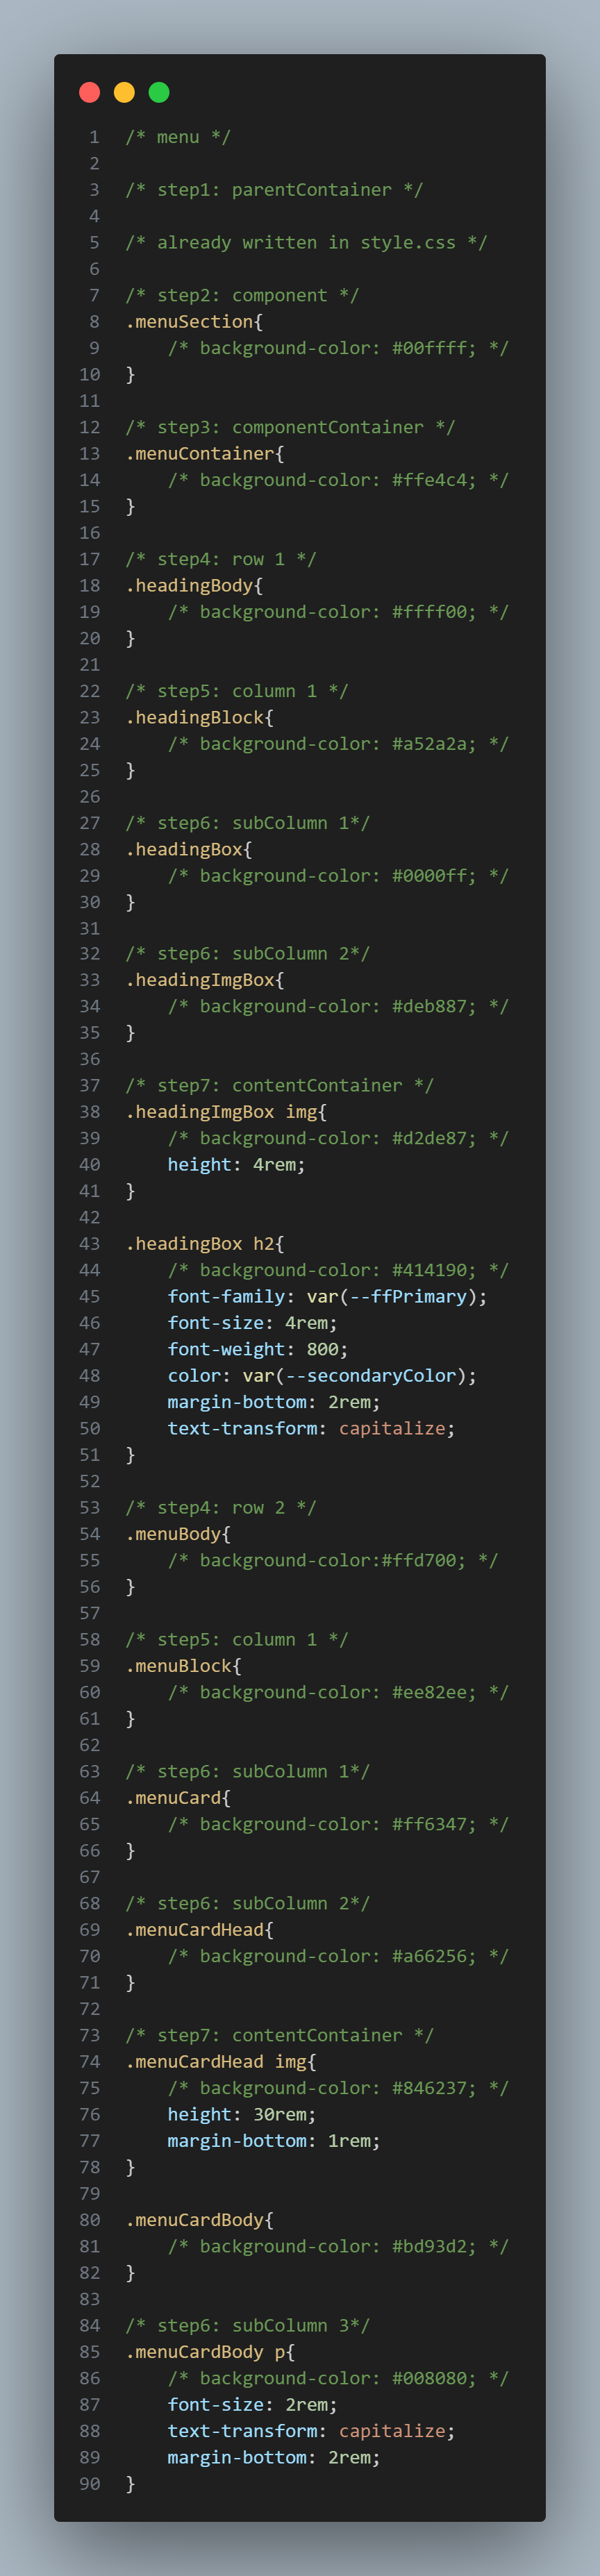 1 /* menu */
2
3 /* step1: parentContainer */
4
5 /* already written in style.css */
6
7 /* step2: component */
8 .menuSection{
9     /* background-color: #00ffff; */
10 }
11
12 /* step3: componentContainer */
13 .menuContainer{
14     /* background-color: #ffe4c4; */
15 }
16
17 /* step4: row 1 */
18 .headingBody{
19     /* background-color: #ffff00; */
20 }
21
22 /* step5: column 1 */
23 .headingBlock{
24     /* background-color: #a52a2a; */
25 }
26
27 /* step6: subColumn 1*/
28 .headingBox{
29     /* background-color: #0000ff; */
30 }
31
32 /* step6: subColumn 2*/
33 .headingImgBox{
34     /* background-color: #deb887; */
35 }
36
37 /* step7: contentContainer */
38 .headingImgBox img{
39     /* background-color: #d2de87; */
40     height: 4rem;
41 }
42
43 .headingBox h2{
44     /* background-color: #414190; */
45     font-family: var(--ffPrimary);
46     font-size: 4rem;
47     font-weight: 800;
48     color: var(--secondaryColor);
49     margin-bottom: 2rem;
50     text-transform: capitalize;
51 }
52
53 /* step4: row 2 */
54 .menuBody{
55     /* background-color:#ffd700; */
56 }
57
58 /* step5: column 1 */
59 .menuBlock{
60     /* background-color: #ee82ee; */
61 }
62
63 /* step6: subColumn 1*/
64 .menuCard{
65     /* background-color: #ff6347; */
66 }
67
68 /* step6: subColumn 2*/
69 .menuCardHead{
70     /* background-color: #a66256; */
71 }
72
73 /* step7: contentContainer */
74 .menuCardHead img{
75     /* background-color: #846237; */
76     height: 30rem;
77     margin-bottom: 1rem;
78 }
79
80 .menuCardBody{
81     /* background-color: #bd93d2; */
82 }
83
84 /* step6: subColumn 3*/
85 .menuCardBody p{
86     /* background-color: #008080; */
87     font-size: 2rem;
88     text-transform: capitalize;
89     margin-bottom: 2rem;
90 }